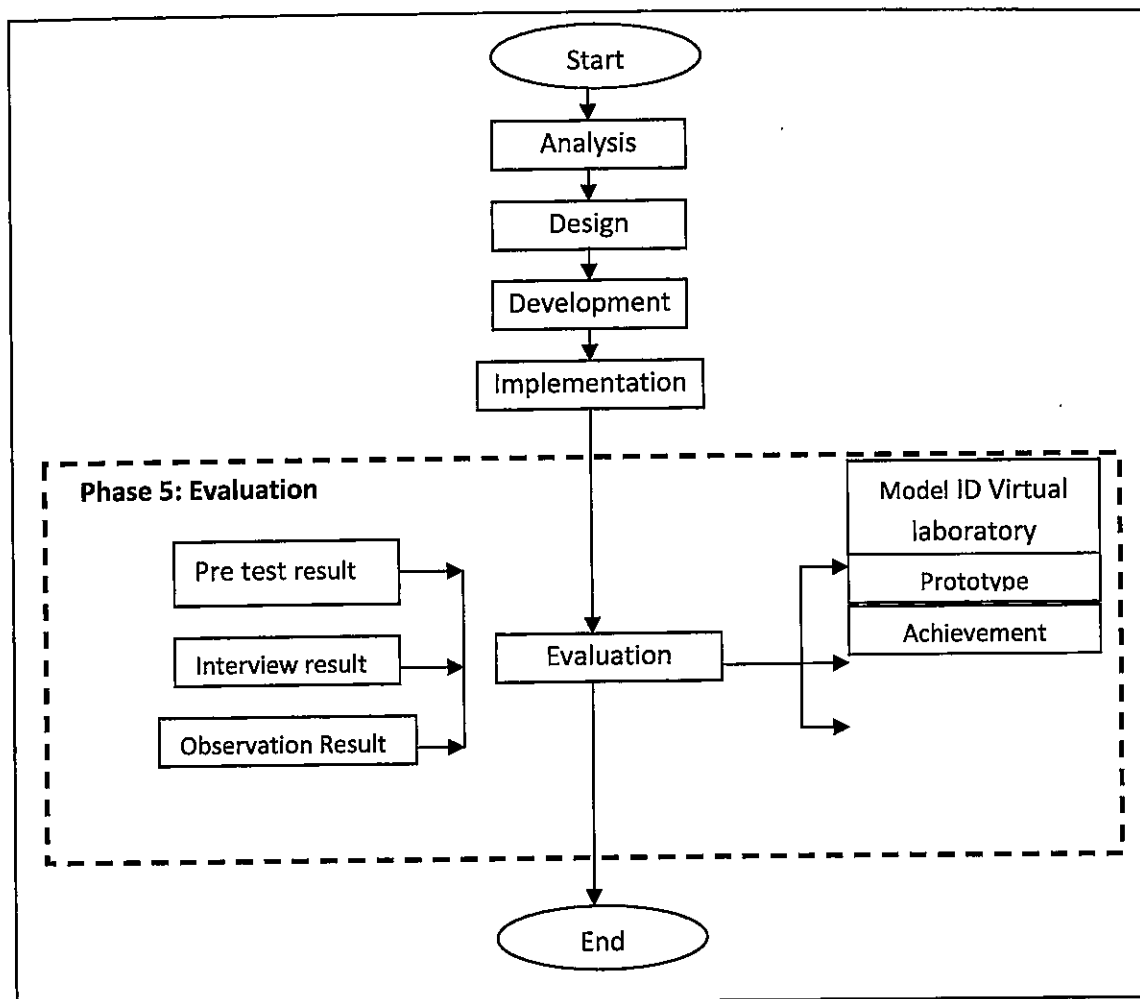 Start
Analysis
Design
Development
Implementation
Phase 5: Evaluation
Model ID Virtual
laboratory
Pre test result
Prototype
Achievement
Interview result
Evaluation
Observation Result
End